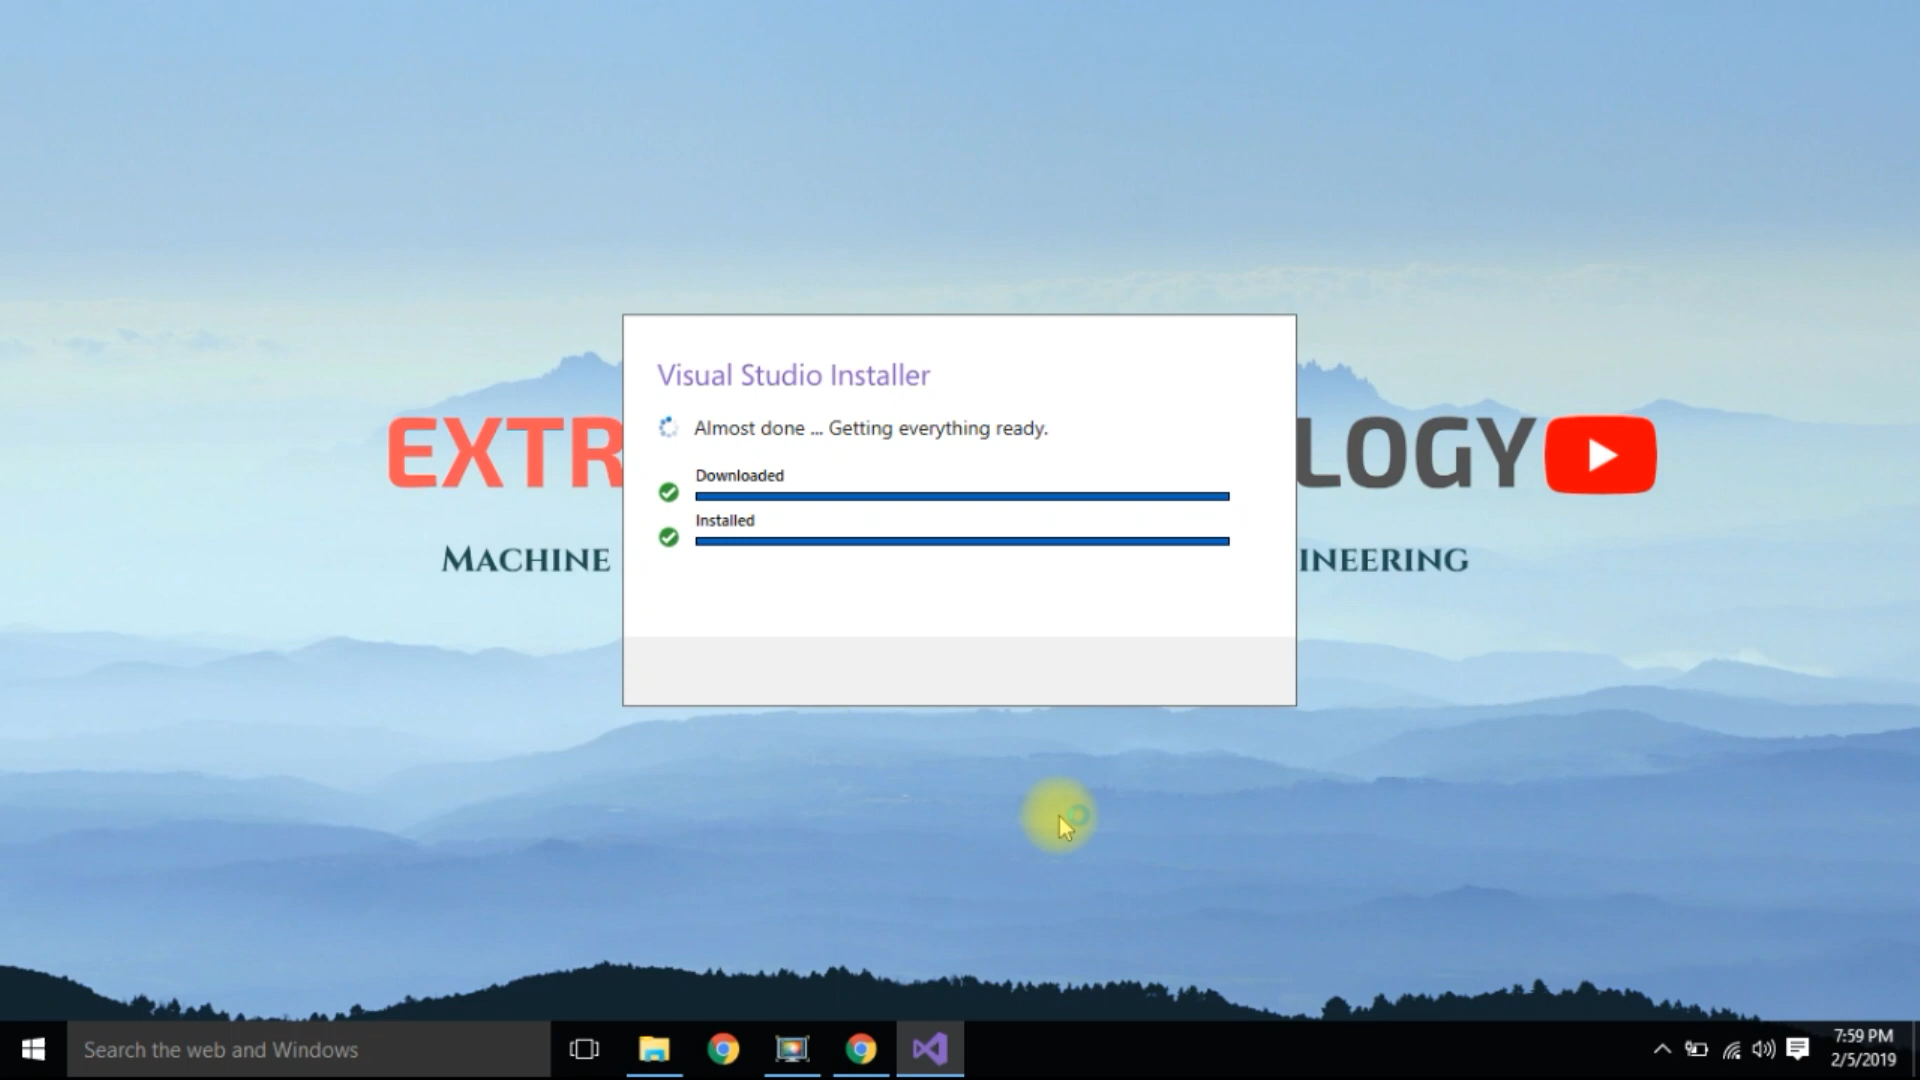 Visual Studio Installer
Almost done ... Getting everything ready.
Downloaded
Installed
EXTR
LOGY
MACHINE
INEERING
Search the web and Windows
7:59 PM
2/5/2019